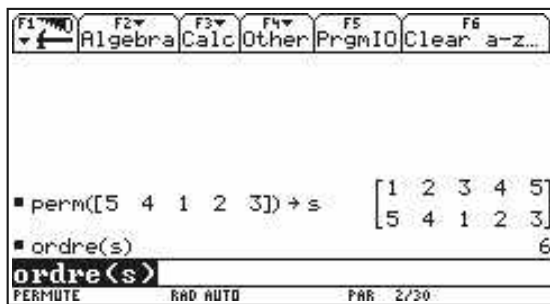 F1 F2 F3 F4 F5 F6
Algebra Calc Other PrgmIO Clear a-z…
[1 2 3 4 5]
perm([5 4 1 2 3])→s
[5 4 1 2 3]
ordre(s) 6
ordre(s)
PERMUTE RAD AUTO PAR 2/30